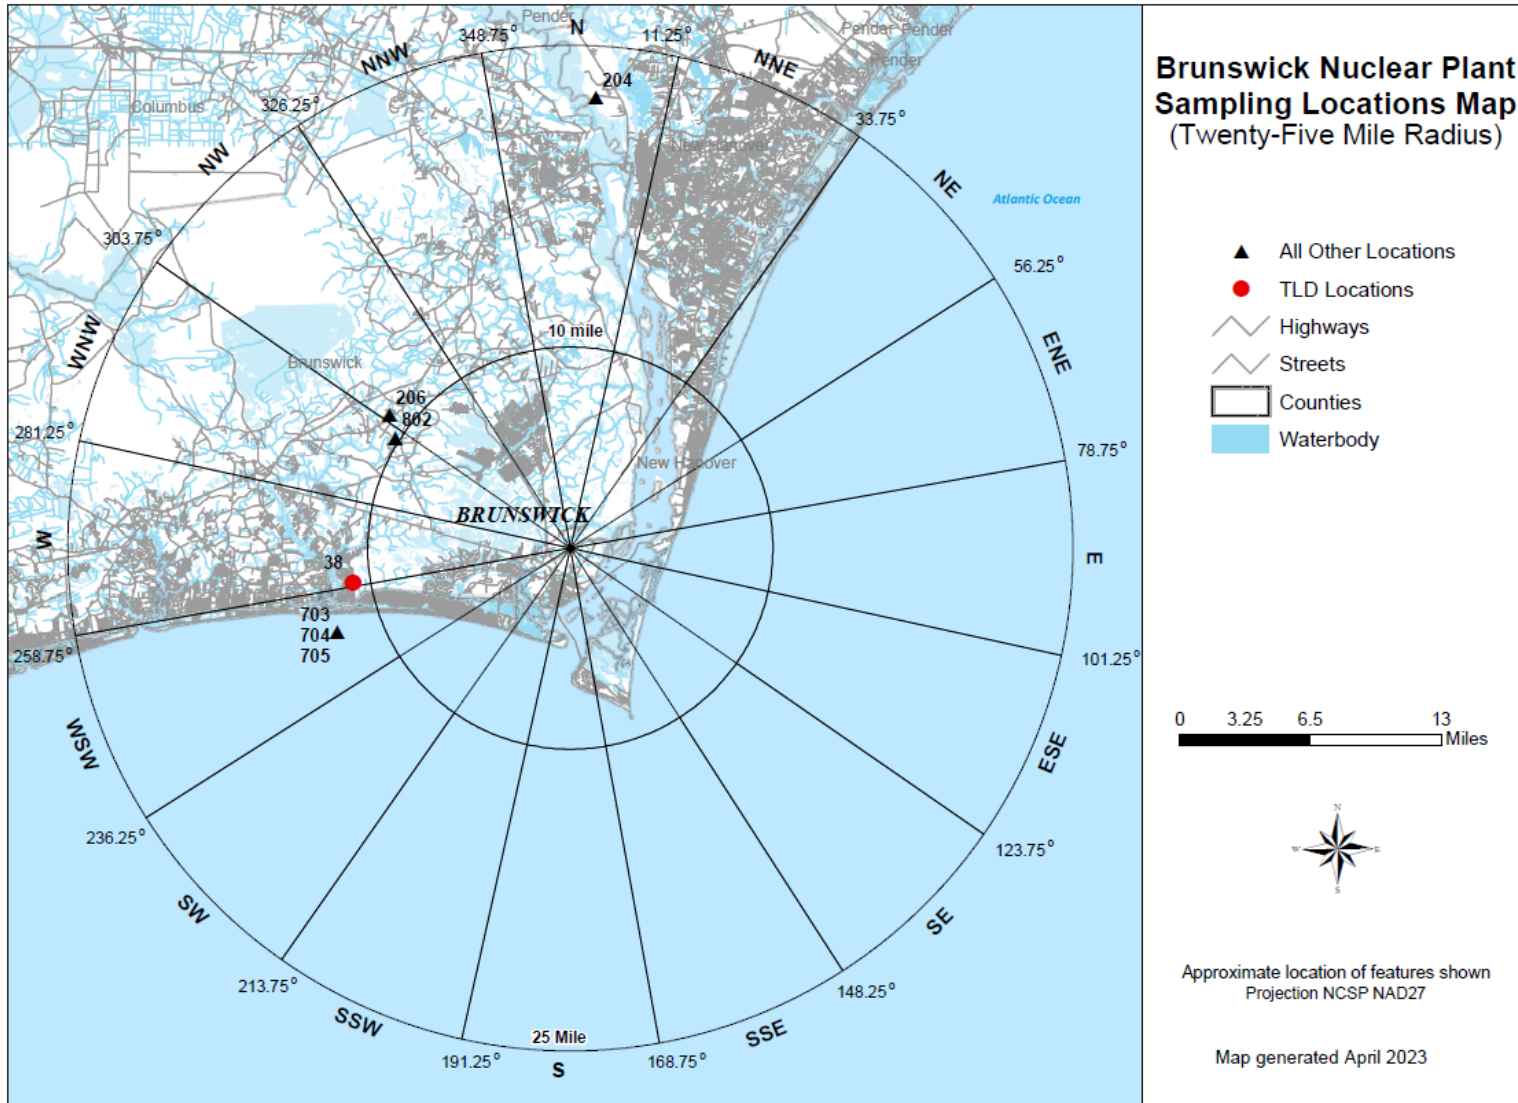 Brunswick Nuclear Plant
Sampling Locations Map
(Twenty-Five Mile Radius)
Pender
N
348.75°
11.25°
NNW
NNE
Pender
Pender
Pender
204
Columbus
326.25°
33.75°
New Hanover
NW
NE
Atlantic Ocean
303.75°
56.25°
All Other Locations
TLD Locations
Highways
Streets
Counties
Waterbody
10 mile
WNW
ENE
Brunswick
206
802
281.25°
78.75°
New Hanover
BRUNSWICK
W
E
38
703
704
705
258.75°
101.25°
WSW
ESE
0 3.25 6.5 13
Miles
236.25°
123.75°
N
W E
S
SW
SE
213.75°
148.25°
SSW
SSE
25 Mile
191.25°
168.75°
S
Approximate location of features shown
Projection NCSP NAD27
Map generated April 2023